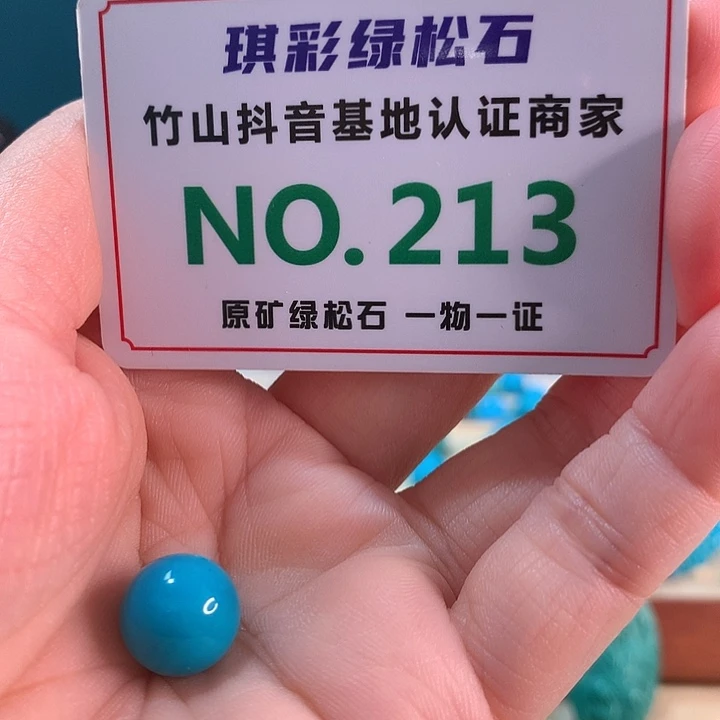 琪彩绿松石
竹山抖音基地认证商家
NO.213
原矿绿松石 一物一证